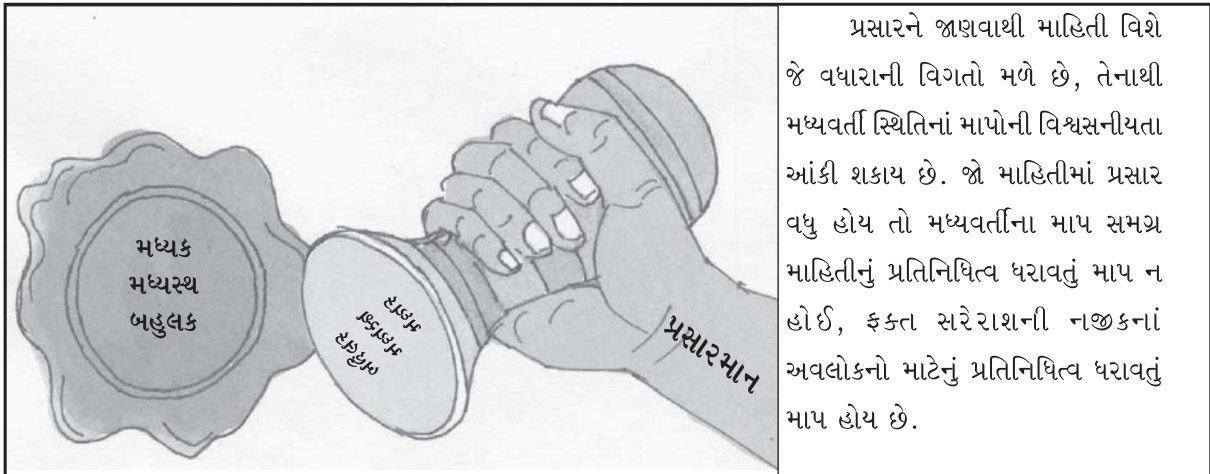 મધ્યક
મધ્યસ્થ
બહુલક
પ્રસારમાન
પ્રસારને જાણવાથી માહિતી વિશે
જે વધારાની વિગતો મળે છે, તેનાથી
મધ્યવર્તી સ્થિતિનાં માપોની વિશ્વસનીયતા
આંકી શકાય છે. જો માહિતીમાં પ્રસાર
વધુ હોય તો મધ્યવર્તીના માપ સમગ્ર
માહિતીનું પ્રતિનિધિત્વ ધરાવતું માપ ન
હોઈ, ફક્ત સરેરાશની નજીકનાં
અવલોકનો માટેનું પ્રતિનિધિત્વ ધરાવતું
માપ હોય છે.